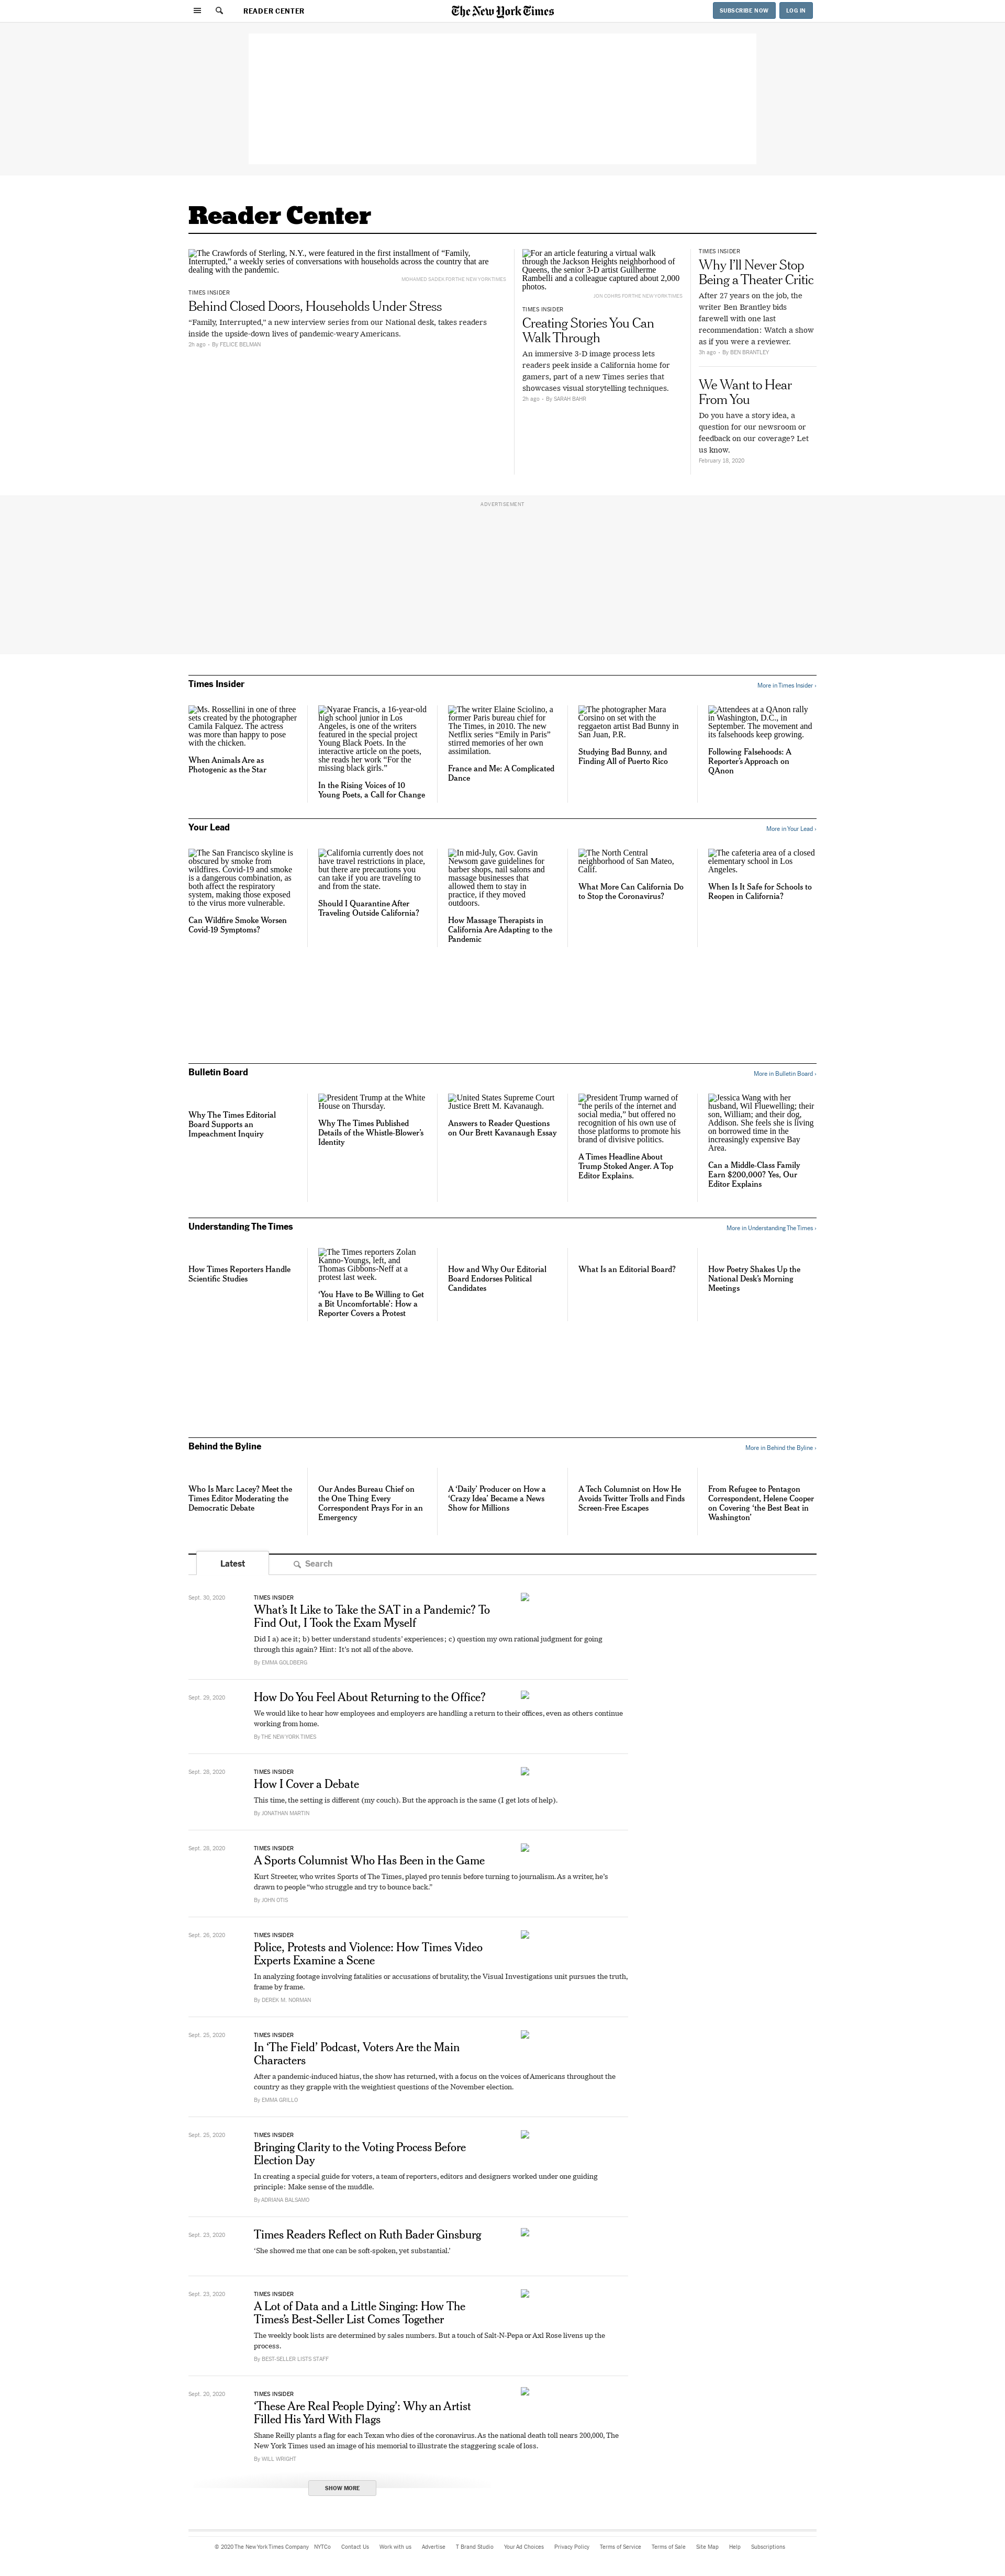 READER CENTER
The New York Times
SUBSCRIBE NOW
LOG IN
Reader Center
The Crawfords of Sterling, N.Y., were featured in the first installment of “Family,
Interrupted,” a weekly series of conversations with households across the country that are
dealing with the pandemic.
MOHAMED SADEK FOR THE NEW YORK TIMES
TIMES INSIDER
Behind Closed Doors, Households Under Stress
“Family, Interrupted,” a new interview series from our National desk, takes readers
inside the upside-down lives of pandemic-weary Americans.
2h ago - By FELICE BELMAN
For an article featuring a virtual walk
through the Jackson Heights neighborhood of
Queens, the senior 3-D artist Guilherme
Rambelli and a colleague captured about 2,000
photos.
JON COHRS FOR THE NEW YORK TIMES
TIMES INSIDER
Creating Stories You Can
Walk Through
An immersive 3-D image process lets
readers peek inside a California home for
gamers, part of a new Times series that
showcases visual storytelling techniques.
2h ago - By SARAH BAHR
TIMES INSIDER
Why I’ll Never Stop
Being a Theater Critic
After 27 years on the job, the
writer Ben Brantley bids
farewell with one last
recommendation: Watch a show
as if you were a reviewer.
3h ago - By BEN BRANTLEY
We Want to Hear
From You
Do you have a story idea, a
question for our newsroom or
feedback on our coverage? Let
us know.
February 18, 2020
ADVERTISEMENT
Times Insider
More in Times Insider ›
Ms. Rossellini in one of three
sets created by the photographer
Camila Falquez. The actress
was more than happy to pose
with the chicken.
When Animals Are as
Photogenic as the Star
Nyarae Francis, a 16-year-old
high school junior in Los
Angeles, is one of the writers
featured in the special project
Young Black Poets. In the
interactive article on the poets,
she reads her work “For the
missing black girls.”
In the Rising Voices of 10
Young Poets, a Call for Change
The writer Elaine Sciolino, a
former Paris bureau chief for
The Times, in 2010. The new
Netflix series “Emily in Paris”
stirred memories of her own
assimilation.
France and Me: A Complicated
Dance
The photographer Mara
Corsino on set with the
reggaeton artist Bad Bunny in
San Juan, P.R.
Studying Bad Bunny, and
Finding All of Puerto Rico
Attendees at a QAnon rally
in Washington, D.C., in
September. The movement and
its falsehoods keep growing.
Following Falsehoods: A
Reporter’s Approach on
QAnon
Your Lead
More in Your Lead ›
The San Francisco skyline is
obscured by smoke from
wildfires. Covid-19 and smoke
is a dangerous combination, as
both affect the respiratory
system, making those exposed
to the virus more vulnerable.
Can Wildfire Smoke Worsen
Covid-19 Symptoms?
California currently does not
have travel restrictions in place,
but there are precautions you
can take if you are traveling to
and from the state.
Should I Quarantine After
Traveling Outside California?
In mid-July, Gov. Gavin
Newsom gave guidelines for
barber shops, nail salons and
massage businesses that
allowed them to stay in
practice, if they moved
outdoors.
How Massage Therapists in
California Are Adapting to the
Pandemic
The North Central
neighborhood of San Mateo,
Calif.
What More Can California Do
to Stop the Coronavirus?
The cafeteria area of a closed
elementary school in Los
Angeles.
When Is It Safe for Schools to
Reopen in California?
Bulletin Board
More in Bulletin Board ›
Why The Times Editorial
Board Supports an
Impeachment Inquiry
President Trump at the White
House on Thursday.
Why The Times Published
Details of the Whistle-Blower’s
Identity
United States Supreme Court
Justice Brett M. Kavanaugh.
Answers to Reader Questions
on Our Brett Kavanaugh Essay
President Trump warned of
“the perils of the internet and
social media,” but offered no
recognition of his own use of
those platforms to promote his
brand of divisive politics.
A Times Headline About
Trump Stoked Anger. A Top
Editor Explains.
Jessica Wang with her
husband, Wil Fluewelling; their
son, William; and their dog,
Addison. She feels she is living
on borrowed time in the
increasingly expensive Bay
Area.
Can a Middle-Class Family
Earn $200,000? Yes, Our
Editor Explains
Understanding The Times
More in Understanding The Times ›
How Times Reporters Handle
Scientific Studies
The Times reporters Zolan
Kanno-Youngs, left, and
Thomas Gibbons-Neff at a
protest last week.
‘You Have to Be Willing to Get
a Bit Uncomfortable’: How a
Reporter Covers a Protest
How and Why Our Editorial
Board Endorses Political
Candidates
What Is an Editorial Board?
How Poetry Shakes Up the
National Desk’s Morning
Meetings
Behind the Byline
More in Behind the Byline ›
Who Is Marc Lacey? Meet the
Times Editor Moderating the
Democratic Debate
Our Andes Bureau Chief on
the One Thing Every
Correspondent Prays For in an
Emergency
A ‘Daily’ Producer on How a
‘Crazy Idea’ Became a News
Show for Millions
A Tech Columnist on How He
Avoids Twitter Trolls and Finds
Screen-Free Escapes
From Refugee to Pentagon
Correspondent, Helene Cooper
on Covering ‘the Best Beat in
Washington’
Latest
Search
Sept. 30, 2020
TIMES INSIDER
What’s It Like to Take the SAT in a Pandemic? To
Find Out, I Took the Exam Myself
Did I a) ace it; b) better understand students’ experiences; c) question my own rational judgment for going
through this again? Hint: It’s not all of the above.
By EMMA GOLDBERG
Sept. 29, 2020
How Do You Feel About Returning to the Office?
We would like to hear how employees and employers are handling a return to their offices, even as others continue
working from home.
By THE NEW YORK TIMES
Sept. 28, 2020
TIMES INSIDER
How I Cover a Debate
This time, the setting is different (my couch). But the approach is the same (I get lots of help).
By JONATHAN MARTIN
Sept. 28, 2020
TIMES INSIDER
A Sports Columnist Who Has Been in the Game
Kurt Streeter, who writes Sports of The Times, played pro tennis before turning to journalism. As a writer, he’s
drawn to people “who struggle and try to bounce back.”
By JOHN OTIS
Sept. 26, 2020
TIMES INSIDER
Police, Protests and Violence: How Times Video
Experts Examine a Scene
In analyzing footage involving fatalities or accusations of brutality, the Visual Investigations unit pursues the truth,
frame by frame.
By DEREK M. NORMAN
Sept. 25, 2020
TIMES INSIDER
In ‘The Field’ Podcast, Voters Are the Main
Characters
After a pandemic-induced hiatus, the show has returned, with a focus on the voices of Americans throughout the
country as they grapple with the weightiest questions of the November election.
By EMMA GRILLO
Sept. 25, 2020
TIMES INSIDER
Bringing Clarity to the Voting Process Before
Election Day
In creating a special guide for voters, a team of reporters, editors and designers worked under one guiding
principle: Make sense of the muddle.
By ADRIANA BALSAMO
Sept. 23, 2020
Times Readers Reflect on Ruth Bader Ginsburg
‘She showed me that one can be soft-spoken, yet substantial.’
Sept. 23, 2020
TIMES INSIDER
A Lot of Data and a Little Singing: How The
Times’s Best-Seller List Comes Together
The weekly book lists are determined by sales numbers. But a touch of Salt-N-Pepa or Axl Rose livens up the
process.
By BEST-SELLER LISTS STAFF
Sept. 20, 2020
TIMES INSIDER
‘These Are Real People Dying’: Why an Artist
Filled His Yard With Flags
Shane Reilly plants a flag for each Texan who dies of the coronavirus. As the national death toll nears 200,000, The
New York Times used an image of his memorial to illustrate the staggering scale of loss.
By WILL WRIGHT
SHOW MORE
© 2020 The New York Times Company NYTCo Contact Us Work with us Advertise T Brand Studio Your Ad Choices Privacy Policy Terms of Service Terms of Sale Site Map Help Subscriptions